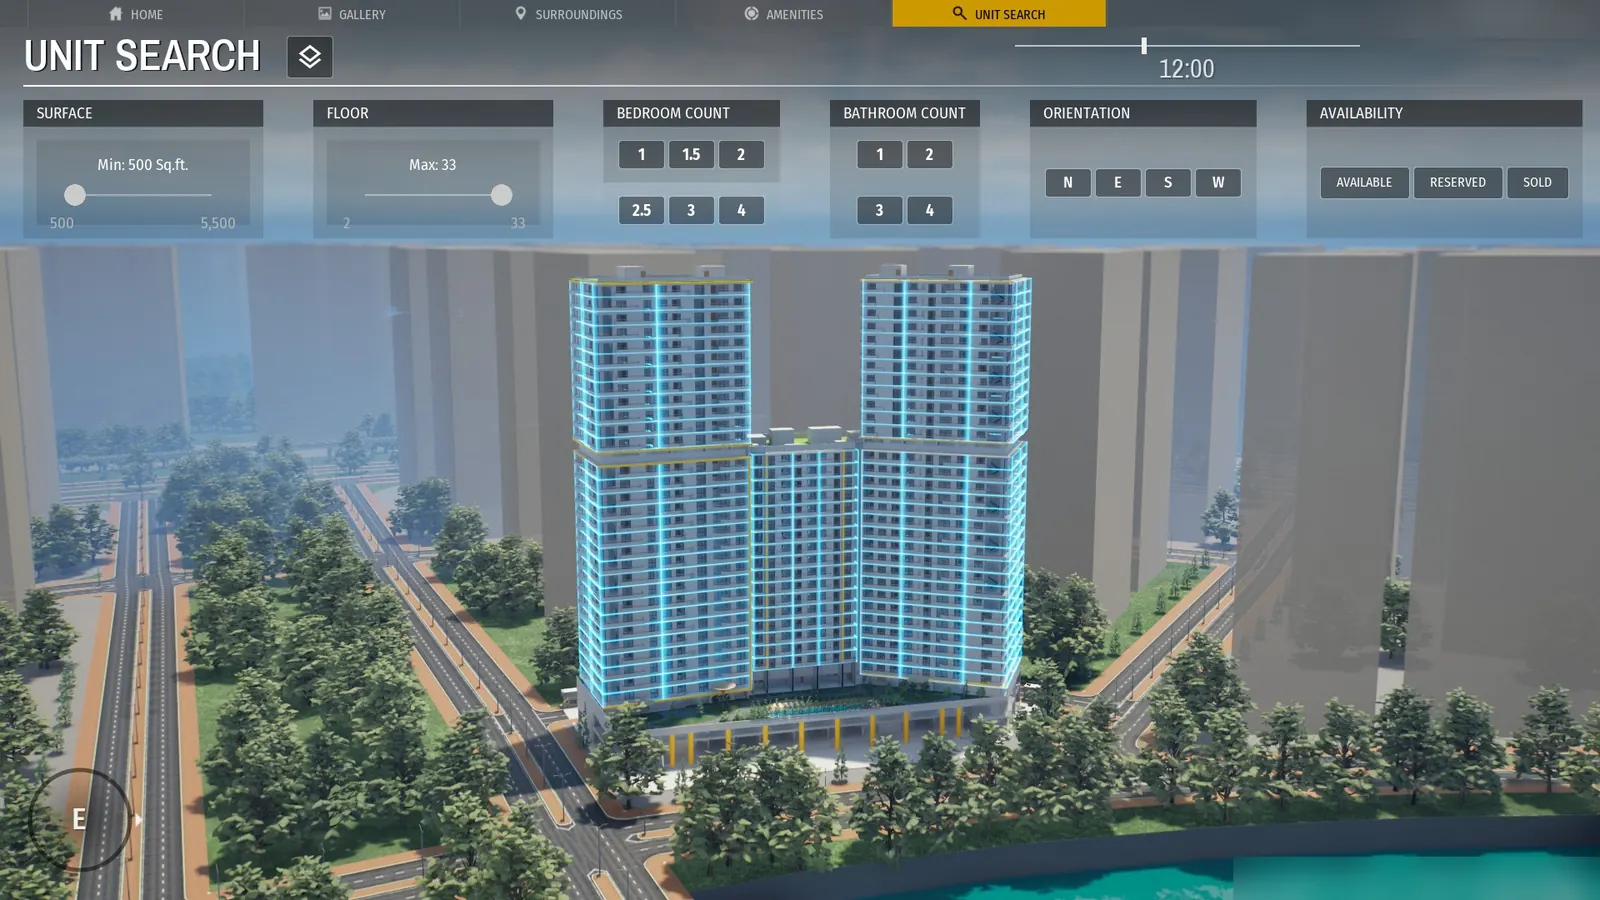 HOME
GALLERY
SURROUNDINGS
AMENITIES
UNIT SEARCH
UNIT SEARCH
12:00
SURFACE
Min: 500 Sq.ft.
500 5,500
FLOOR
Max: 33
2 33
BEDROOM COUNT
1 1.5 2
2.5 3 4
BATHROOM COUNT
1 2
3 4
ORIENTATION
N E S W
AVAILABILITY
AVAILABLE RESERVED SOLD
E